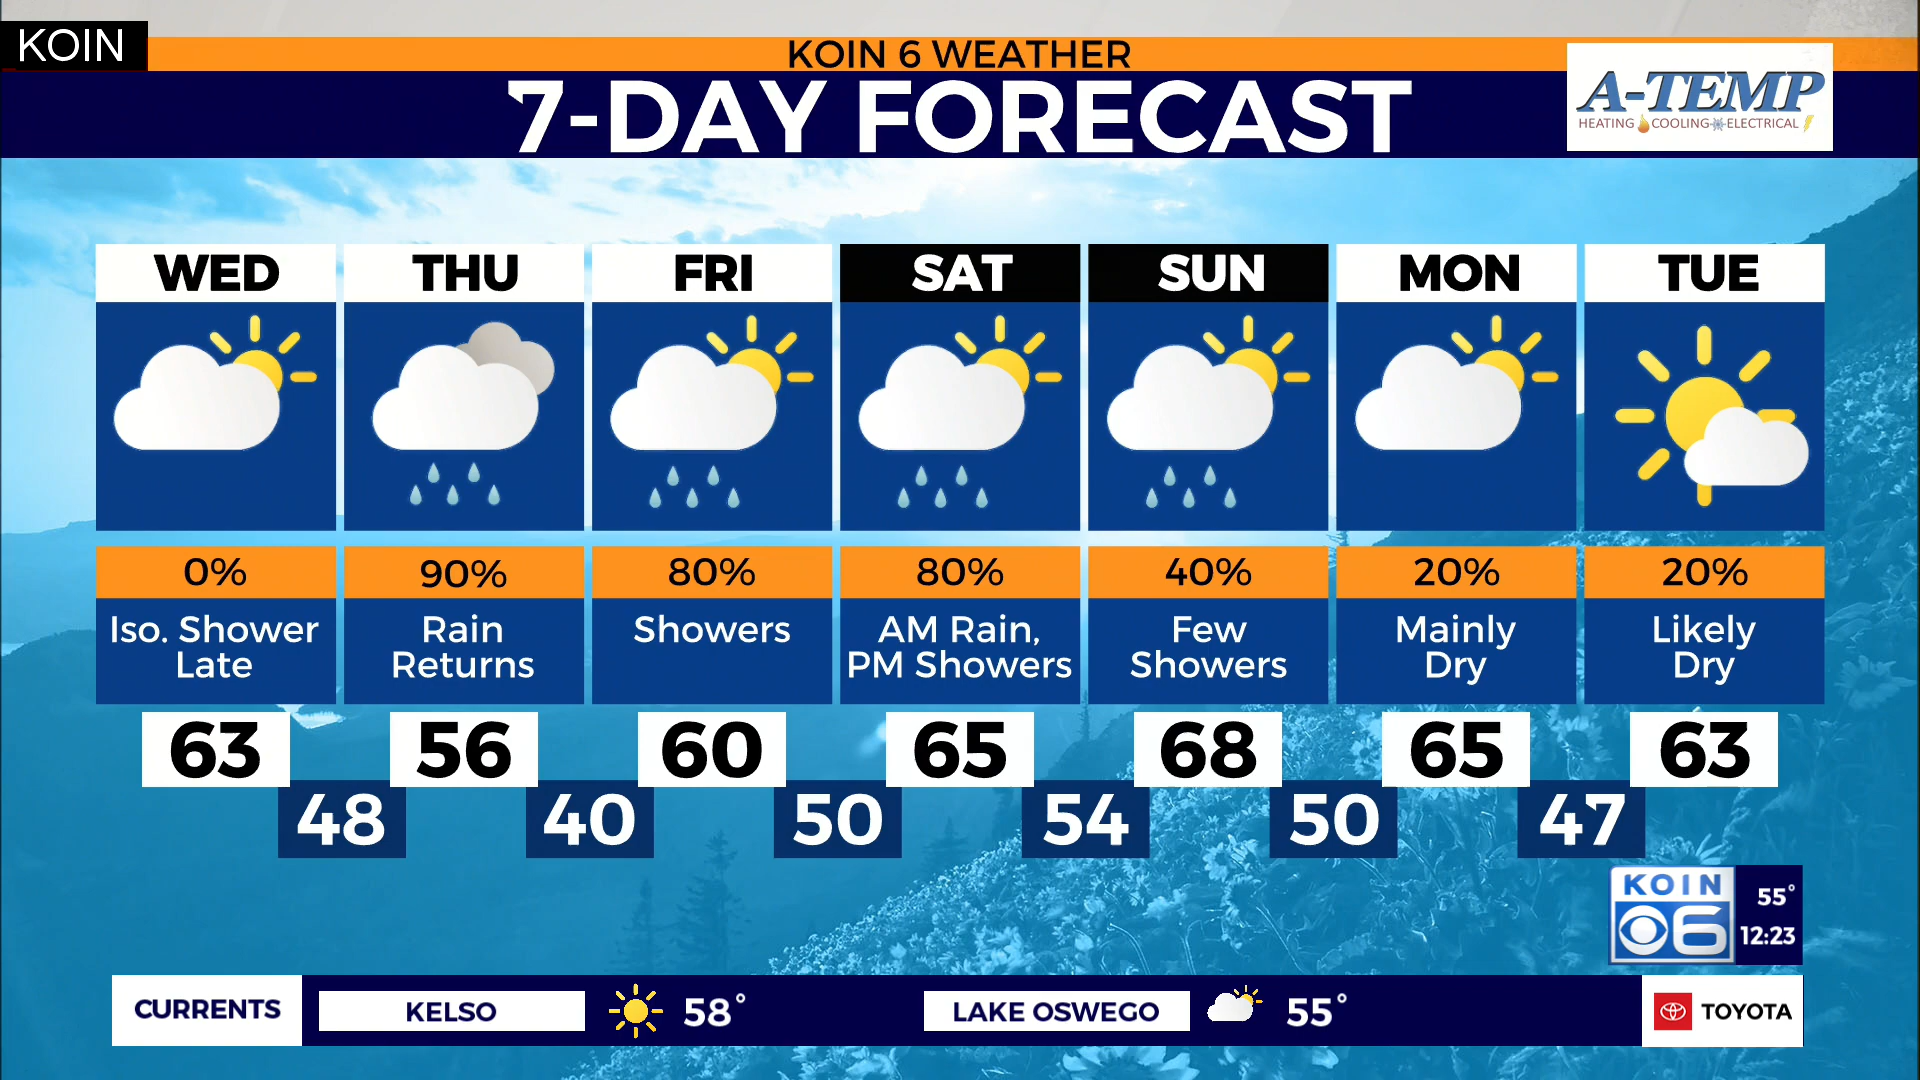 KOIN
KOIN 6 WEATHER
7-DAY FORECAST
A-TEMP
HEATING COOLING ELECTRICAL
WED THU FRI SAT SUN MON TUE
0% 90% 80% 80% 40% 20% 20%
Iso. Shower Late
Rain Returns
Showers
AM Rain, PM Showers
Few Showers
Mainly Dry
Likely Dry
63 56 60 65 68 65 63
48 40 50 54 50 47
KOIN 6
55°
12:23
CURRENTS KELSO 58° LAKE OSWEGO 55° TOYOTA